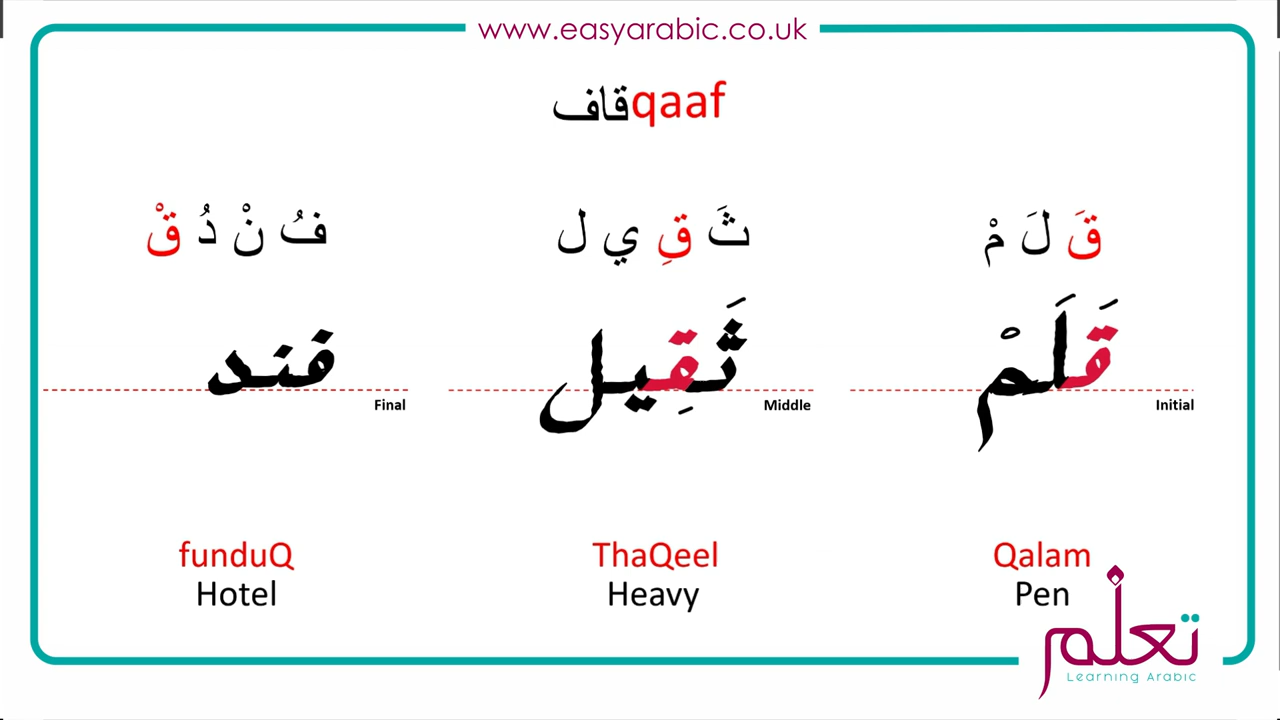 www.easyarabic.co.uk
قافqaaf
قَ لَ مْ
ثَ قِ ي ل
فُ نْ دُ قْ
قَلَمْ
ثَقِيل
فند
Initial
Middle
Final
Qalam
Pen
ThaQeel
Heavy
funduQ
Hotel
تعلم
Learning Arabic